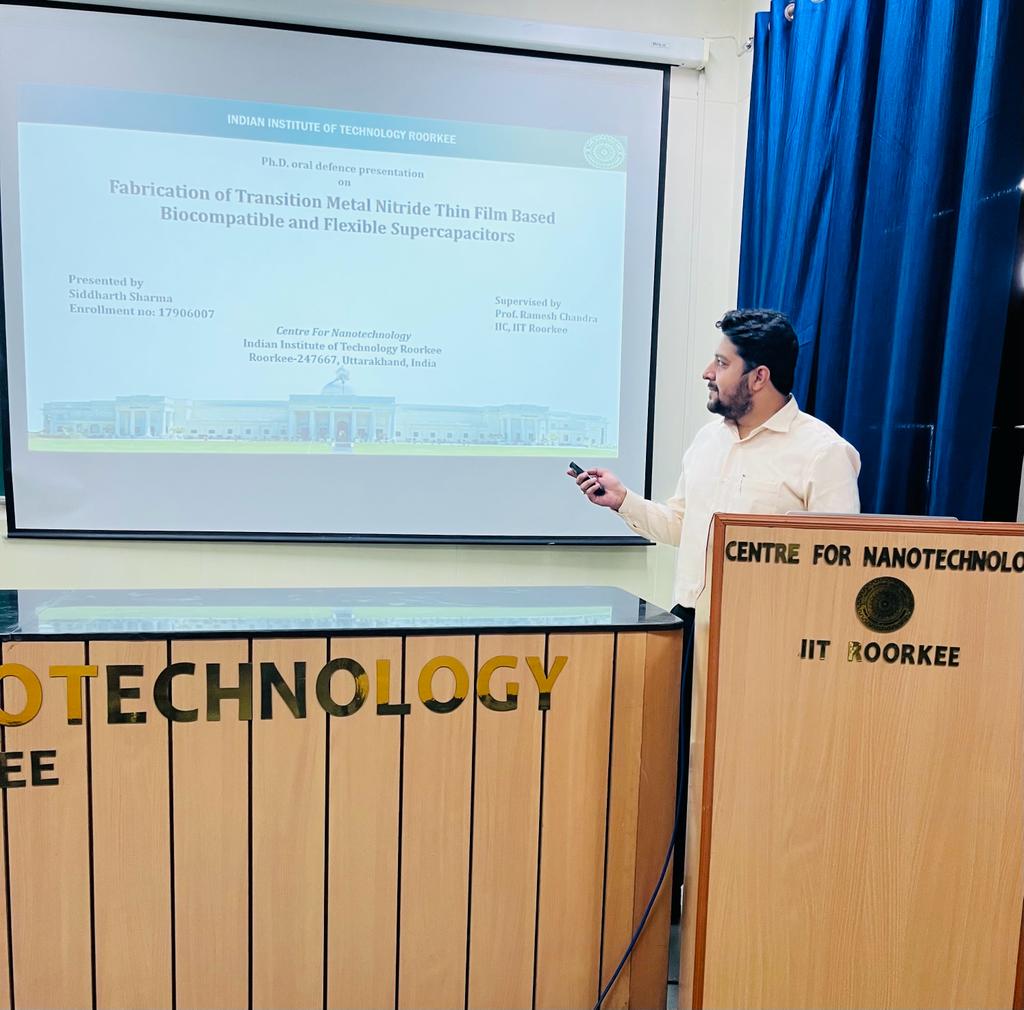 INDIAN INSTITUTE OF TECHNOLOGY ROORKEE
Ph.D. oral defence presentation
on
Fabrication of Transition Metal Nitride Thin Film Based
Biocompatible and Flexible Supercapacitors
Presented by
Siddharth Sharma
Enrollment no: 17906007
Supervised by
Prof. Ramesh Chandra
IIC, IIT Roorkee
Centre For Nanotechnology
Indian Institute of Technology Roorkee
Roorkee-247667, Uttarakhand, India
CENTRE FOR NANOTECHNOLO
IIT ROORKEE
OTECHNOLOGY
EE